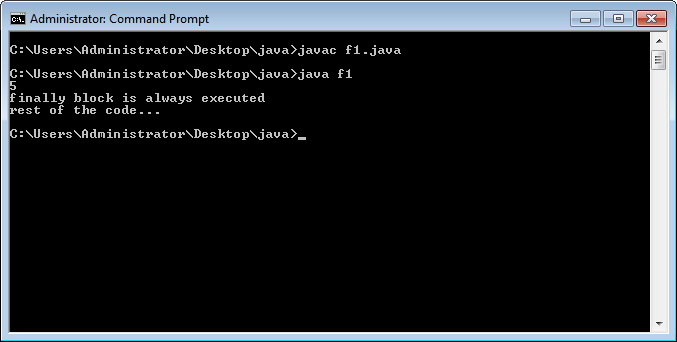 Administrator: Command Prompt
C:\Users\Administrator\Desktop\java>javac f1.java
C:\Users\Administrator\Desktop\java>java f1
5
finally block is always executed
rest of the code...
C:\Users\Administrator\Desktop\java>_